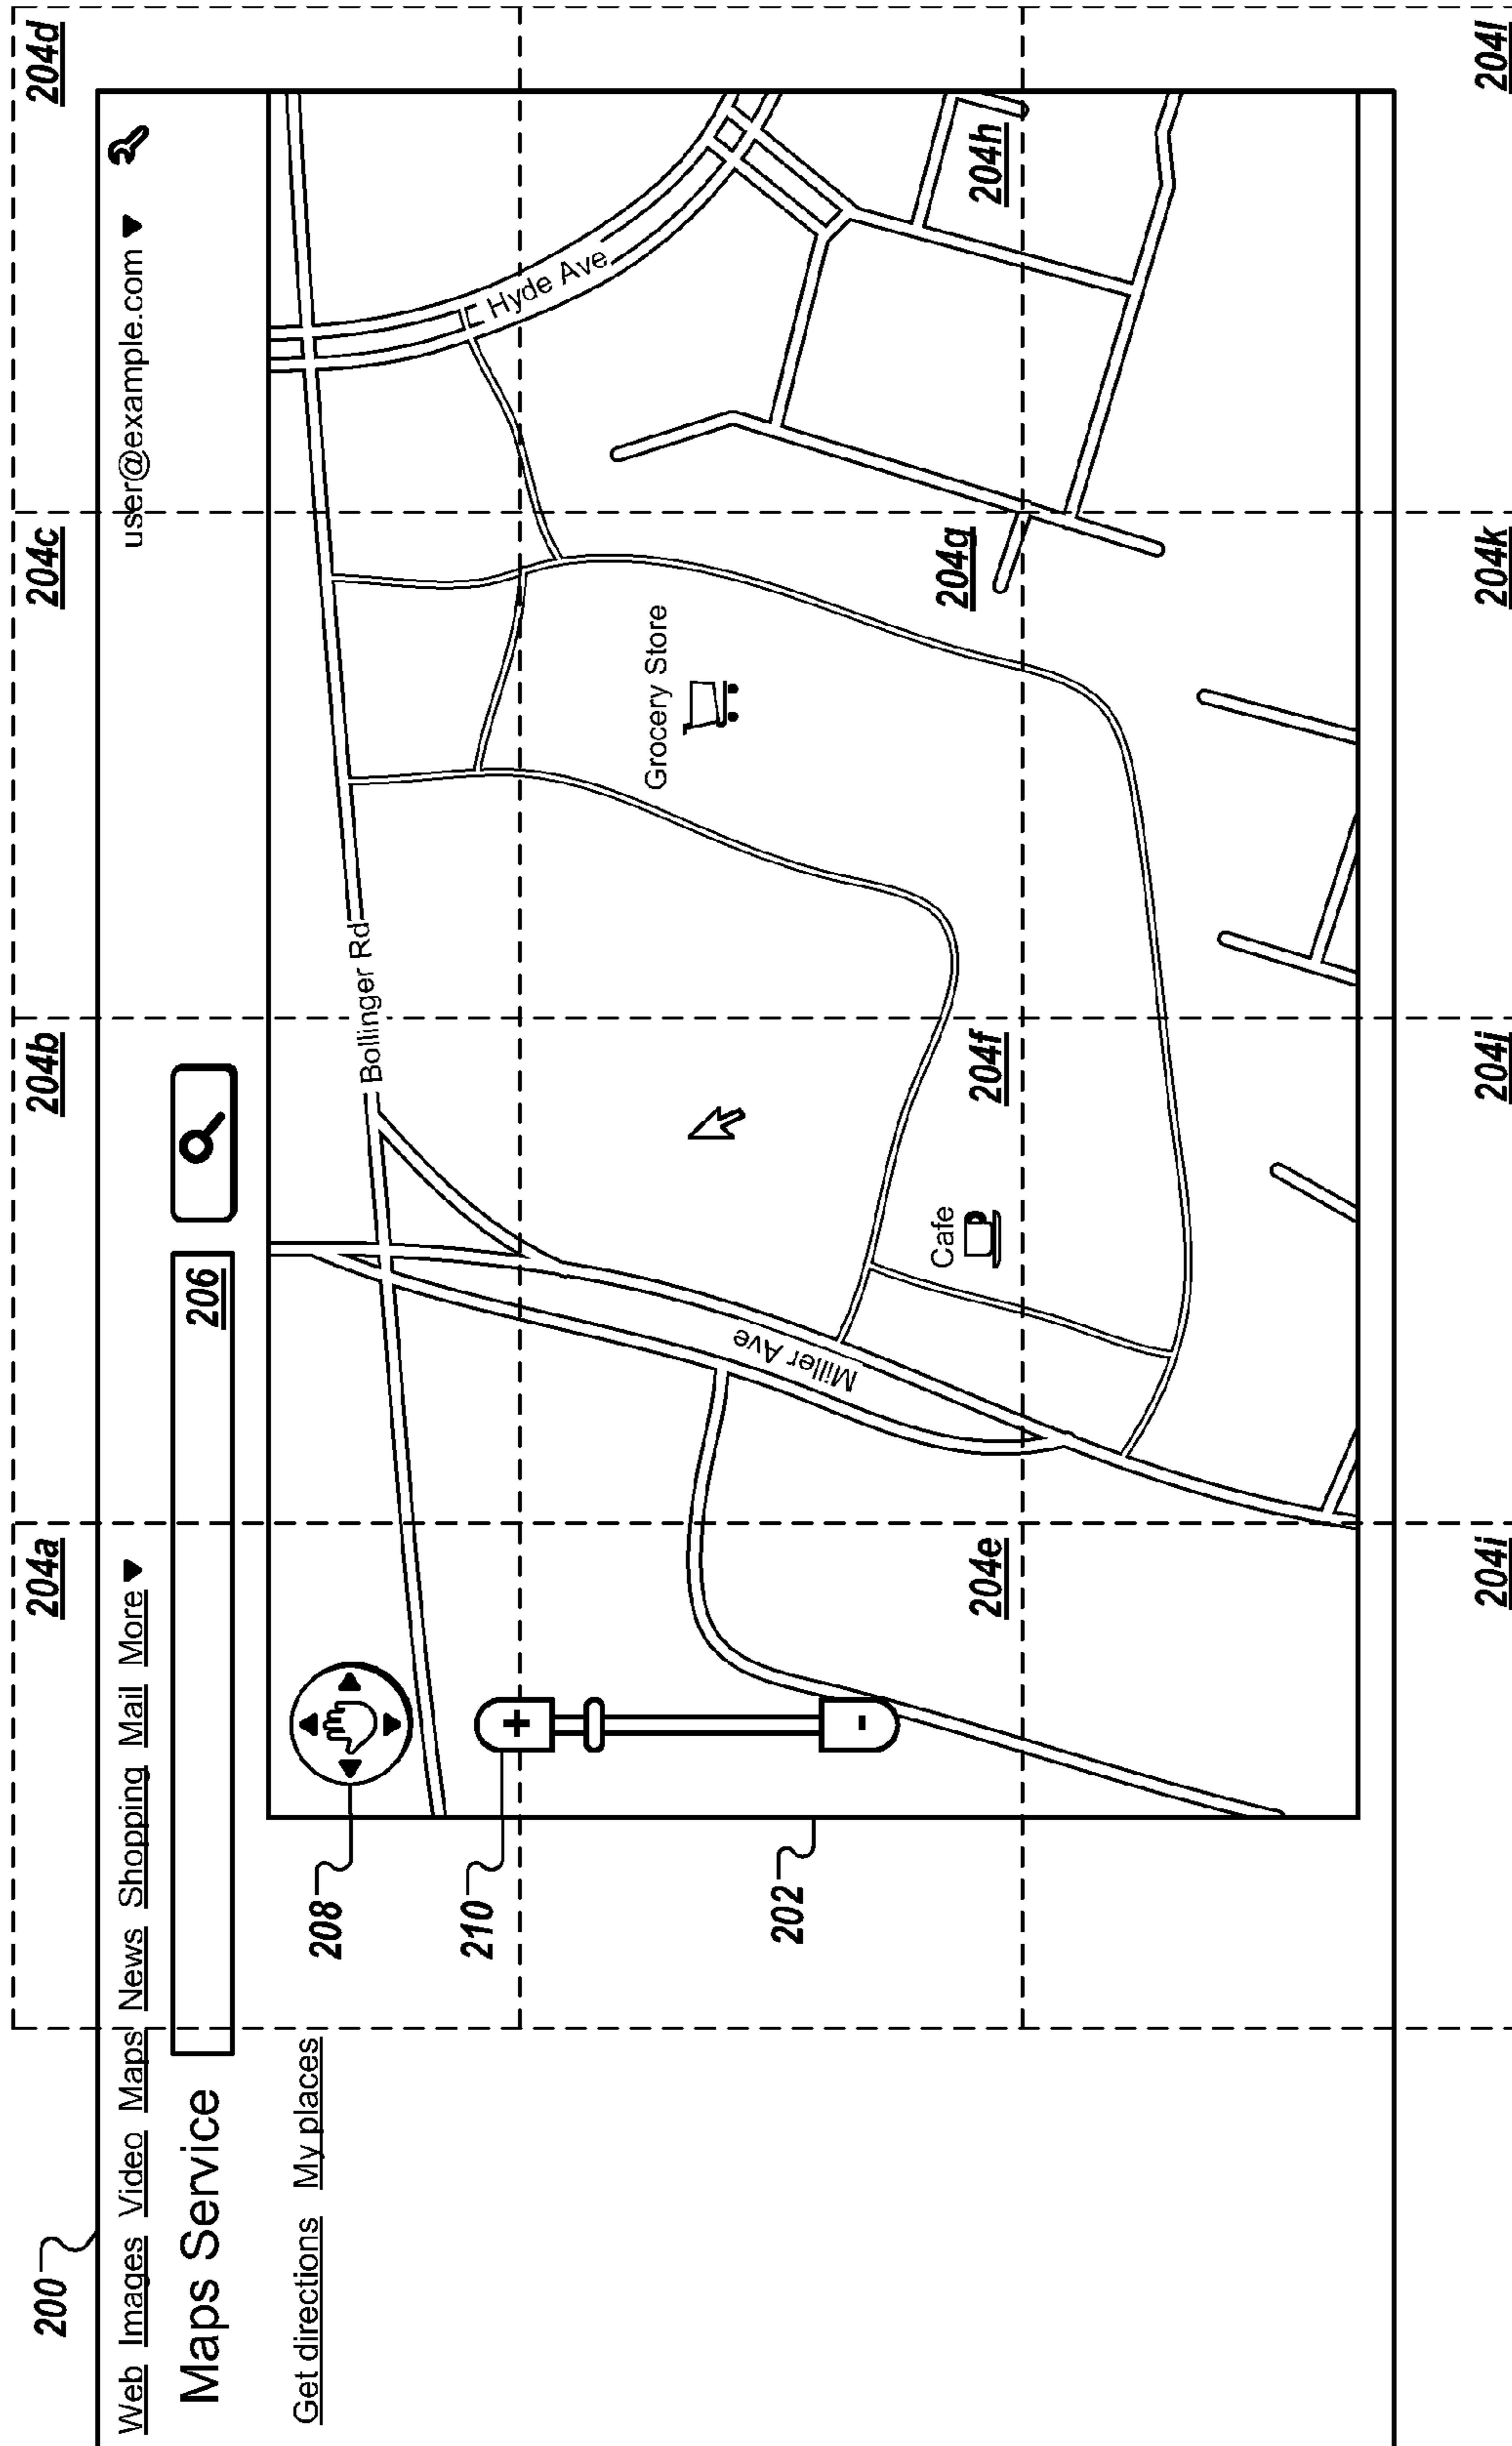 200
204a
204b
204c
204d
Web Images Video Maps News Shopping Mail More
user@example.com
Maps Service
206
Get directions My places
208
Bollinger Rd
210
Hyde Ave
Grocery Store
Miller Ave
202
Cafe
204e
204f
204g
204h
204i
204j
204k
204l
+
-